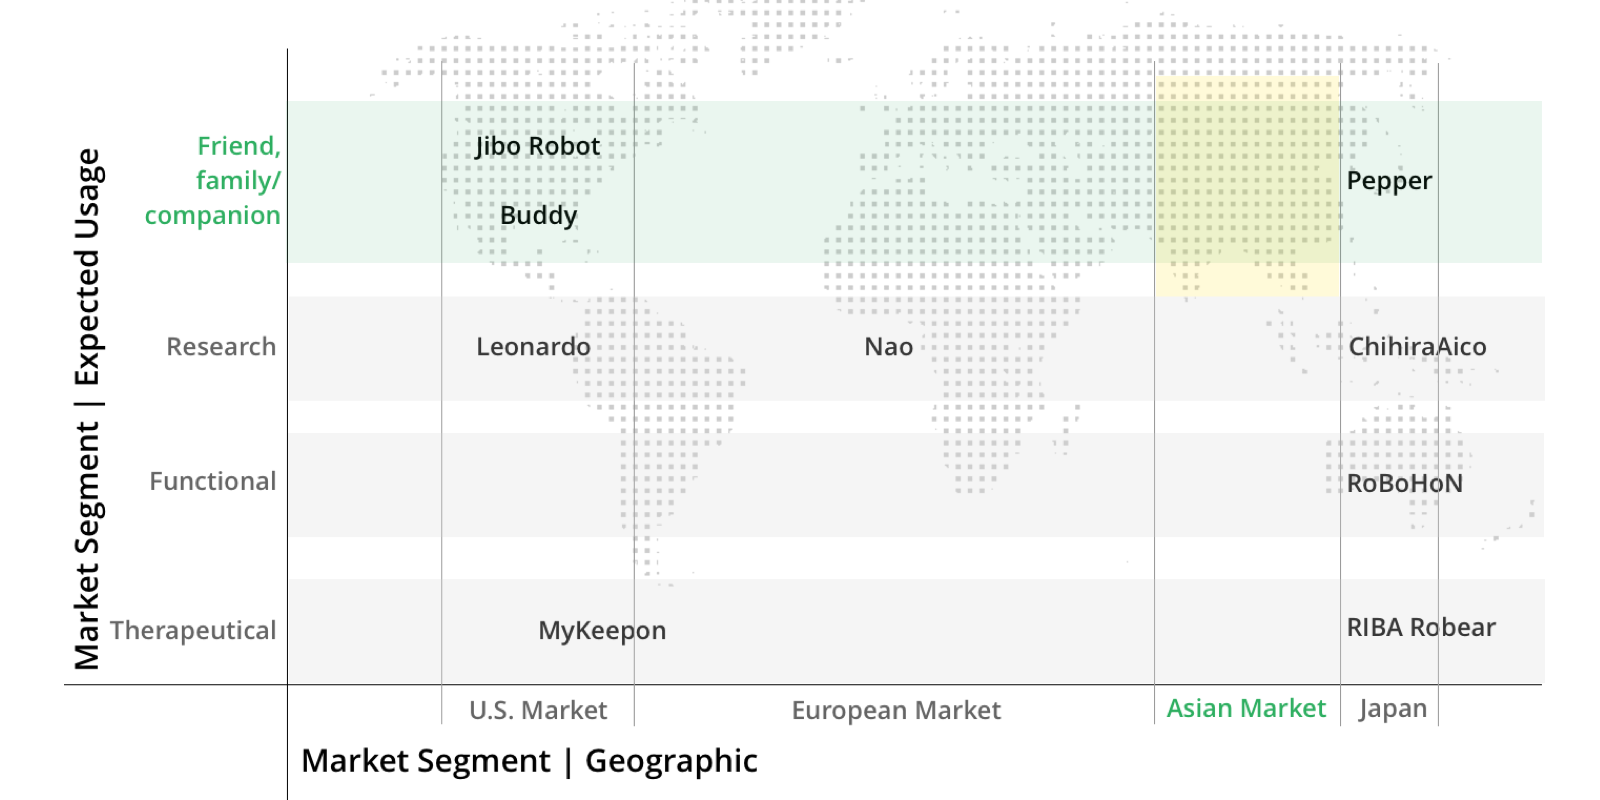 Market Segment | Expected Usage
Friend,
family/
companion
Jibo Robot
Buddy
Pepper
Research
Leonardo
Nao
ChihiraAico
Functional
RoBoHoN
Therapeutical
MyKeepon
RIBA Robear
U.S. Market
European Market
Asian Market
Japan
Market Segment | Geographic